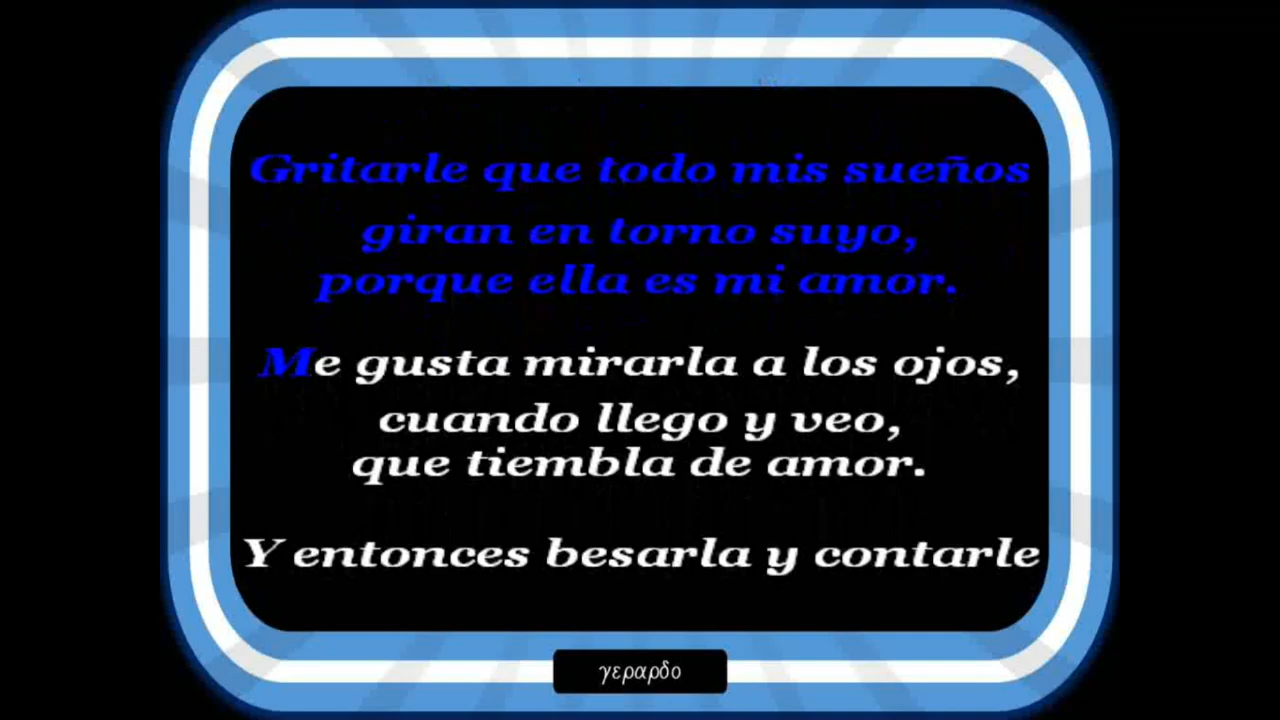 Gritarle que todo mis sueños
giran en torno suyo,
porque ella es mi amor.
Me gusta mirarla a los ojos,
cuando llego y veo,
que tiembla de amor.
Y entonces besarla y contarle
γεραρδο